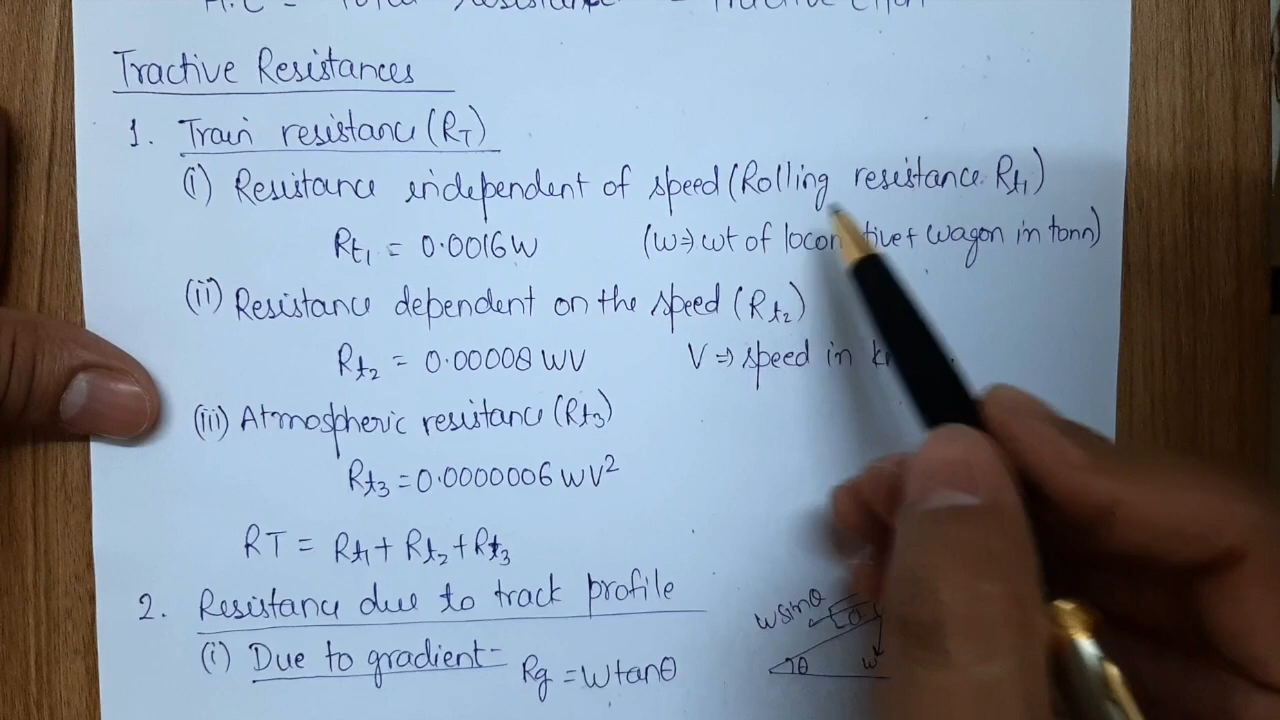 Tractive Resistances
1. Train resistance (RT)
(i) Resistance independent of speed (Rolling resistance Rt1)
Rt1 = 0.0016W (W⇒ wt of locomotive + wagon in tonn)
(ii) Resistance dependent on the speed (Rt2)
Rt2 = 0.00008 WV V⇒ speed in
(iii) Atmospheric resistance (Rt3)
Rt3 = 0.0000006 WV²
RT = Rt1 + Rt2 + Rt3
2. Resistance due to track profile
wsinθ
(i) Due to gradient- Rg = Wtanθ
θ W